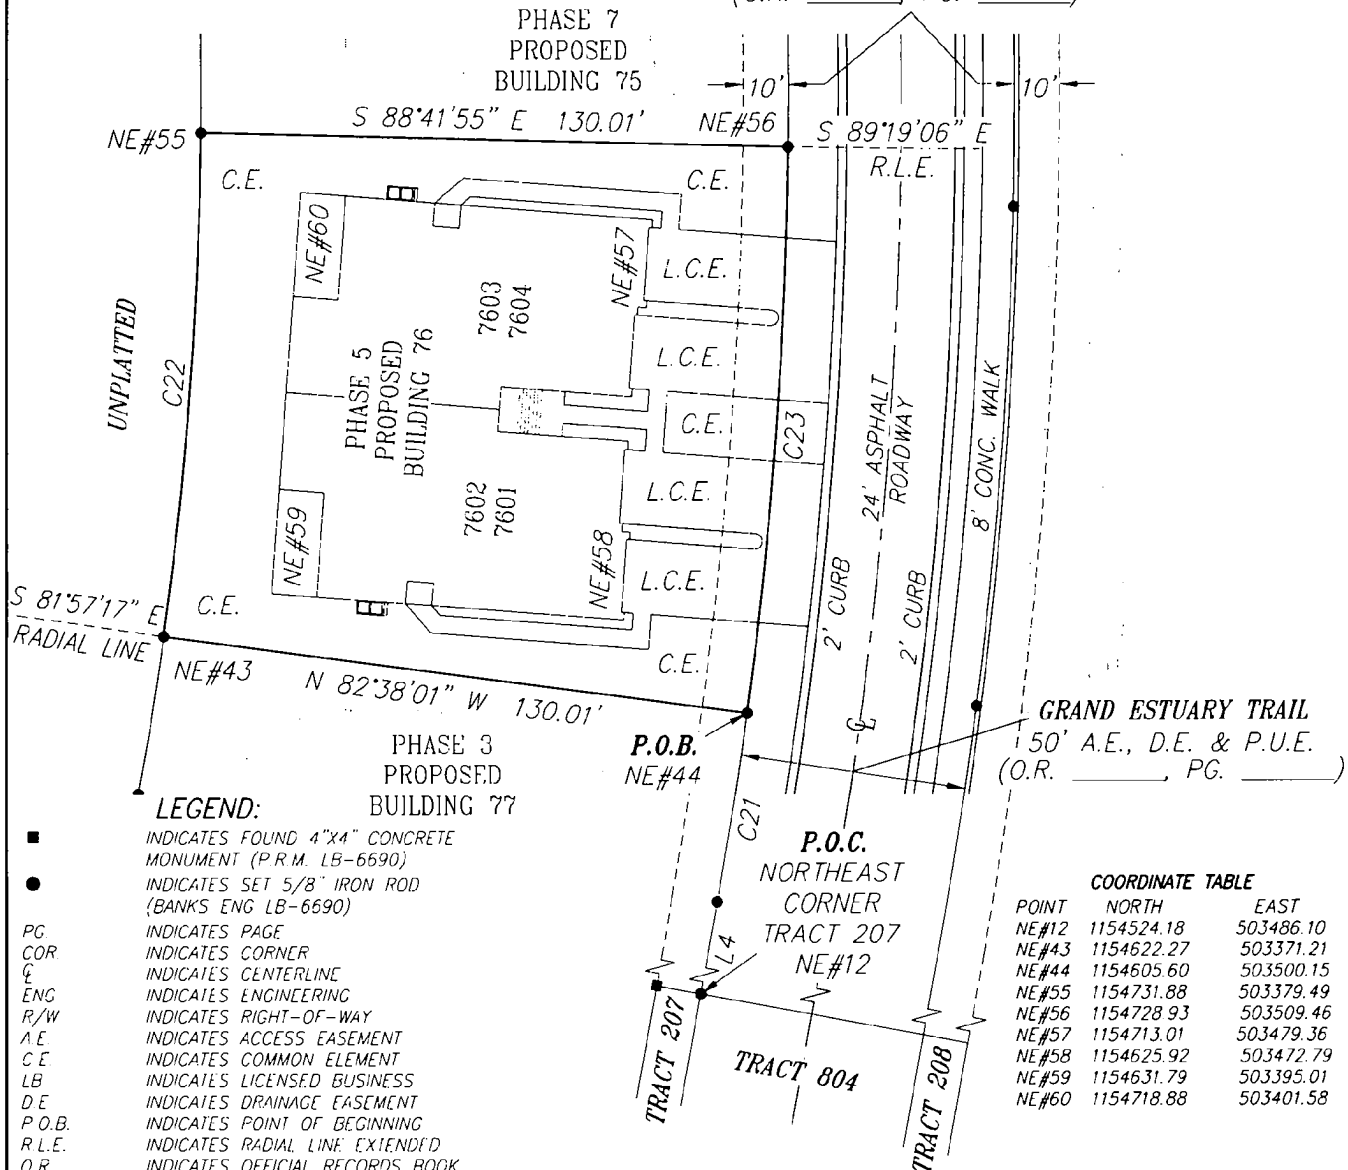 PHASE 7
PROPOSED
BUILDING 75
10'
10'
S 88°41'55" E 130.01'
NE#55
NE#56
S 89°19'06" E
R.L.E.
C.E.
C.E.
NE#60
NE#57
L.C.E.
7603
7604
UNPLATTED
C22
PHASE 5
PROPOSED
BUILDING 76
L.C.E.
C.E.
C23
24' ASPHALT
ROADWAY
8' CONC. WALK
L.C.E.
7602
7601
NE#59
NE#58
L.C.E.
2' CURB
2' CURB
S 81°57'17" E
RADIAL LINE
C.E.
NE#43
N 82°38'01" W 130.01'
C.E.
PHASE 3
PROPOSED
BUILDING 77
P.O.B.
NE#44
GRAND ESTUARY TRAIL
50' A.E., D.E. & P.U.E.
(O.R. ______, PG. ______)
C21
P.O.C.
NORTHEAST
CORNER
TRACT 207
NE#12
L4
TRACT 207
TRACT 804
TRACT 208
LEGEND:
INDICATES FOUND 4"X4" CONCRETE
MONUMENT (P.R.M. LB-6690)
INDICATES SET 5/8" IRON ROD
(BANKS ENG LB-6690)
PG. INDICATES PAGE
COR. INDICATES CORNER
℄ INDICATES CENTERLINE
ENG INDICATES ENGINEERING
R/W INDICATES RIGHT-OF-WAY
A.E. INDICATES ACCESS EASEMENT
C.E. INDICATES COMMON ELEMENT
LB INDICATES LICENSED BUSINESS
D.E. INDICATES DRAINAGE EASEMENT
P.O.B. INDICATES POINT OF BEGINNING
R.L.E. INDICATES RADIAL LINE EXTENDED
O.R. INDICATES OFFICIAL RECORDS BOOK
COORDINATE TABLE
POINT NORTH EAST
NE#12 1154524.18 503486.10
NE#43 1154622.27 503371.21
NE#44 1154605.60 503500.15
NE#55 1154731.88 503379.49
NE#56 1154728.93 503509.46
NE#57 1154713.01 503479.36
NE#58 1154625.92 503472.79
NE#59 1154631.79 503395.01
NE#60 1154718.88 503401.58